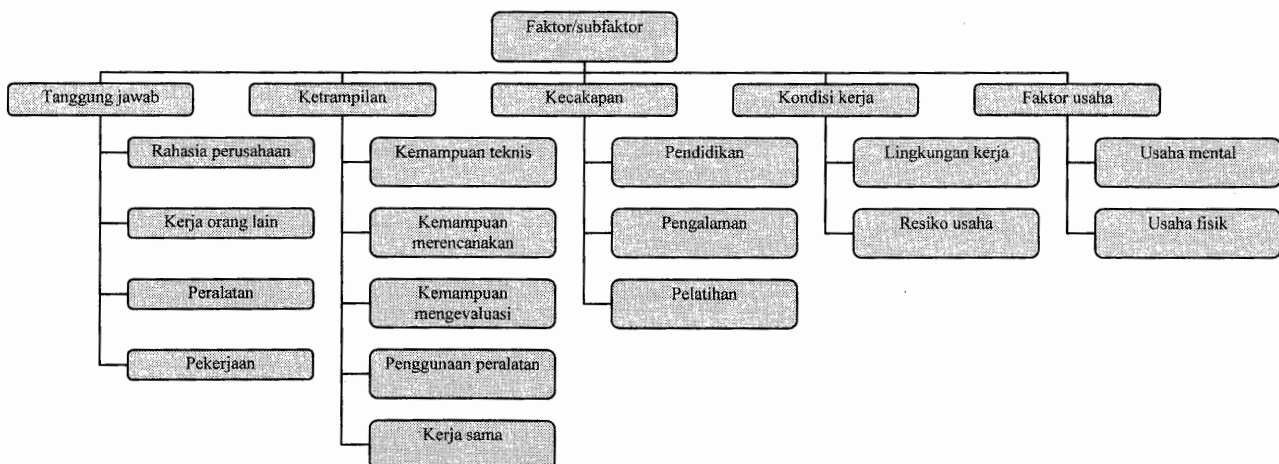 Faktor/subfaktor
Tanggung jawab
Ketrampilan
Kecakapan
Kondisi kerja
Faktor usaha
Rahasia perusahaan
Kerja orang lain
Peralatan
Pekerjaan
Kemampuan teknis
Kemampuan
merencanakan
Kemampuan
mengevaluasi
Penggunaan peralatan
Kerja sama
Pendidikan
Pengalaman
Pelatihan
Lingkungan kerja
Resiko usaha
Usaha mental
Usaha fisik